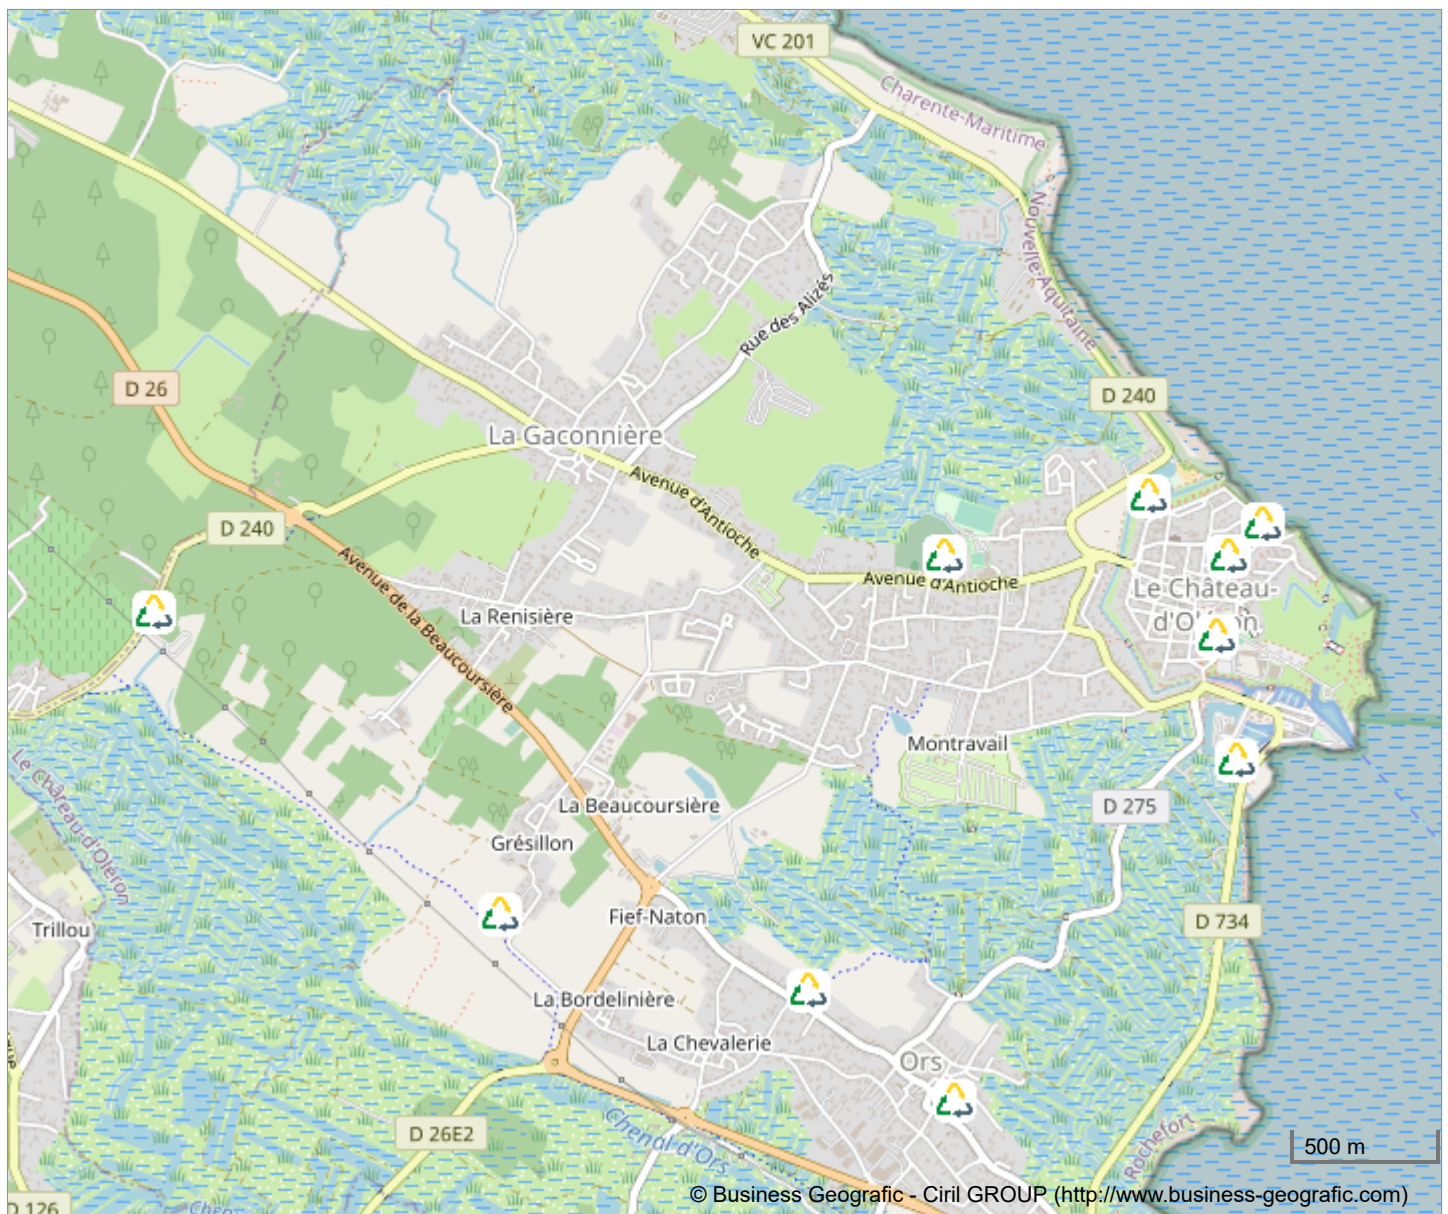 VC 201
Charente-Maritime
Nouvelle-Aquitaine
Rue des Alizés
D 26
D 240
La Gaconnière
Avenue d'Antioche
D 240
Avenue d'Antioche
Avenue de la Beaucoursière
Le Château-
d'Oléron
La Renisière
Montravail
Le Château-d'Oléron
La Beaucoursière
D 275
Grésillon
Trillou
Fief-Naton
D 734
La Bordelinière
La Chevalerie
Ors
D 26E2
Chenal d'Ors
Rochefort
500 m
D 126
© Business Geografic - Ciril GROUP (http://www.business-geografic.com)